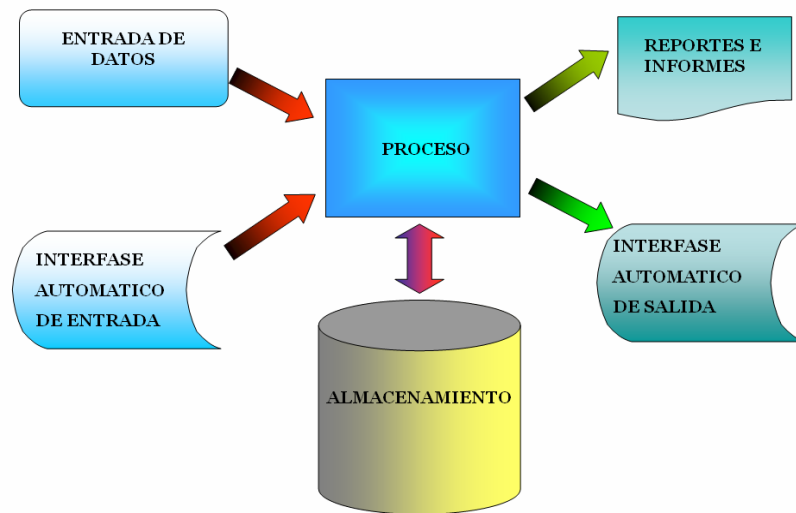 ENTRADA DE
DATOS
REPORTES E
INFORMES
PROCESO
INTERFASE
AUTOMATICO
DE ENTRADA
INTERFASE
AUTOMATICO
DE SALIDA
ALMACENAMIENTO